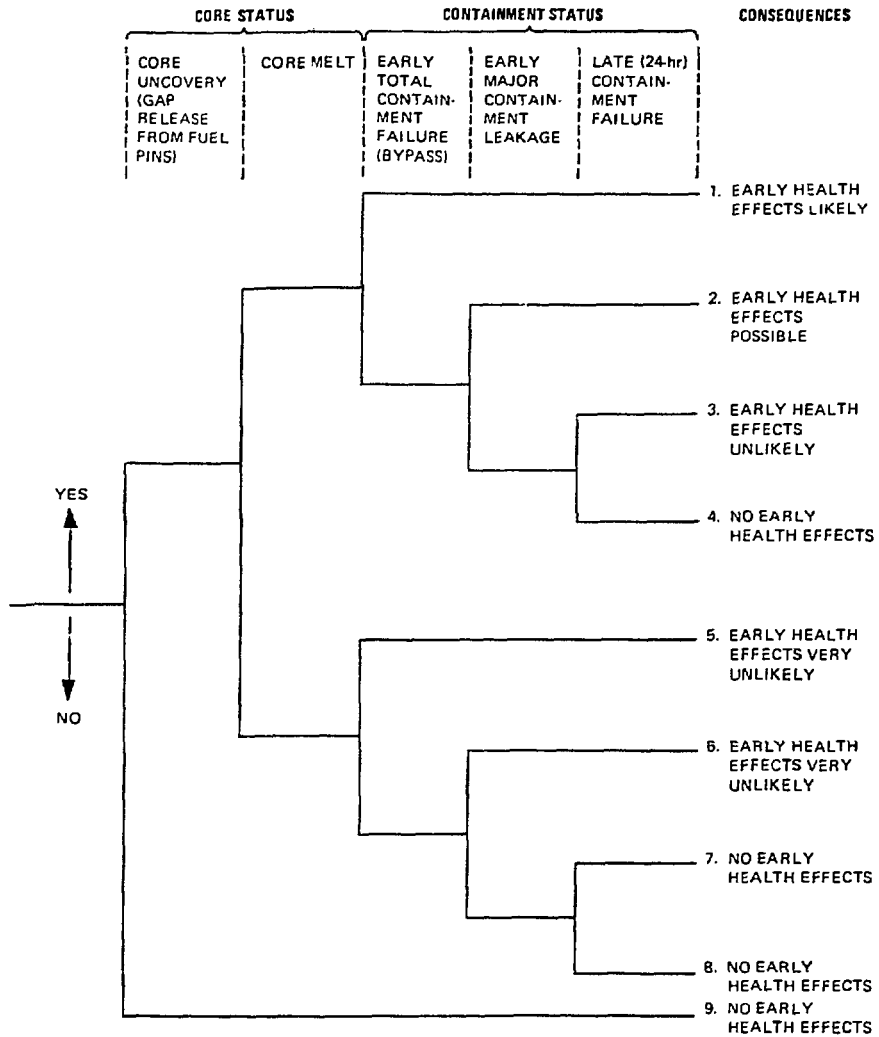 CORE STATUS
CONTAINMENT STATUS
CONSEQUENCES
CORE
UNCOVERY
(GAP
RELEASE
FROM FUEL
PINS)
CORE MELT
EARLY
TOTAL
CONTAIN-
MENT
FAILURE
(BYPASS)
EARLY
MAJOR
CONTAIN-
MENT
LEAKAGE
LATE (24-hr)
CONTAIN-
MENT
FAILURE
1. EARLY HEALTH
EFFECTS LIKELY
2. EARLY HEALTH
EFFECTS
POSSIBLE
3. EARLY HEALTH
EFFECTS
UNLIKELY
YES
4. NO EARLY
HEALTH EFFECTS
5. EARLY HEALTH
EFFECTS VERY
UNLIKELY
NO
6. EARLY HEALTH
EFFECTS VERY
UNLIKELY
7. NO EARLY
HEALTH EFFECTS
8. NO EARLY
HEALTH EFFECTS
9. NO EARLY
HEALTH EFFECTS